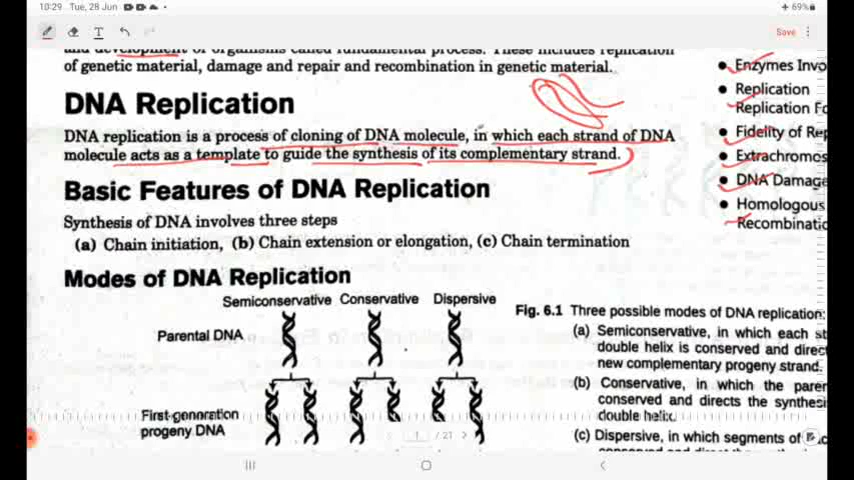 10:29 Tue, 28 Jun
69%
T
Save
and development of organisms called fundamental process. These includes replication
of genetic material, damage and repair and recombination in genetic material.
DNA Replication
DNA replication is a process of cloning of DNA molecule, in which each strand of DNA
molecule acts as a template to guide the synthesis of its complementary strand.
Basic Features of DNA Replication
Synthesis of DNA involves three steps
(a) Chain initiation, (b) Chain extension or elongation, (c) Chain termination
Modes of DNA Replication
Semiconservative Conservative Dispersive
Parental DNA
First-generation
progeny DNA
Fig. 6.1 Three possible modes of DNA replication:
(a) Semiconservative, in which each
double helix is conserved and direc
new complementary progeny strand.
(b) Conservative, in which the paren
conserved and directs the synthesi
double helix.
(c) Dispersive, in which segments of
1 / 21
• Enzymes Invo
• Replication
Replication Fo
• Fidelity of Rep
• Extrachromos
• DNA Damage
• Homologous
Recombinatio